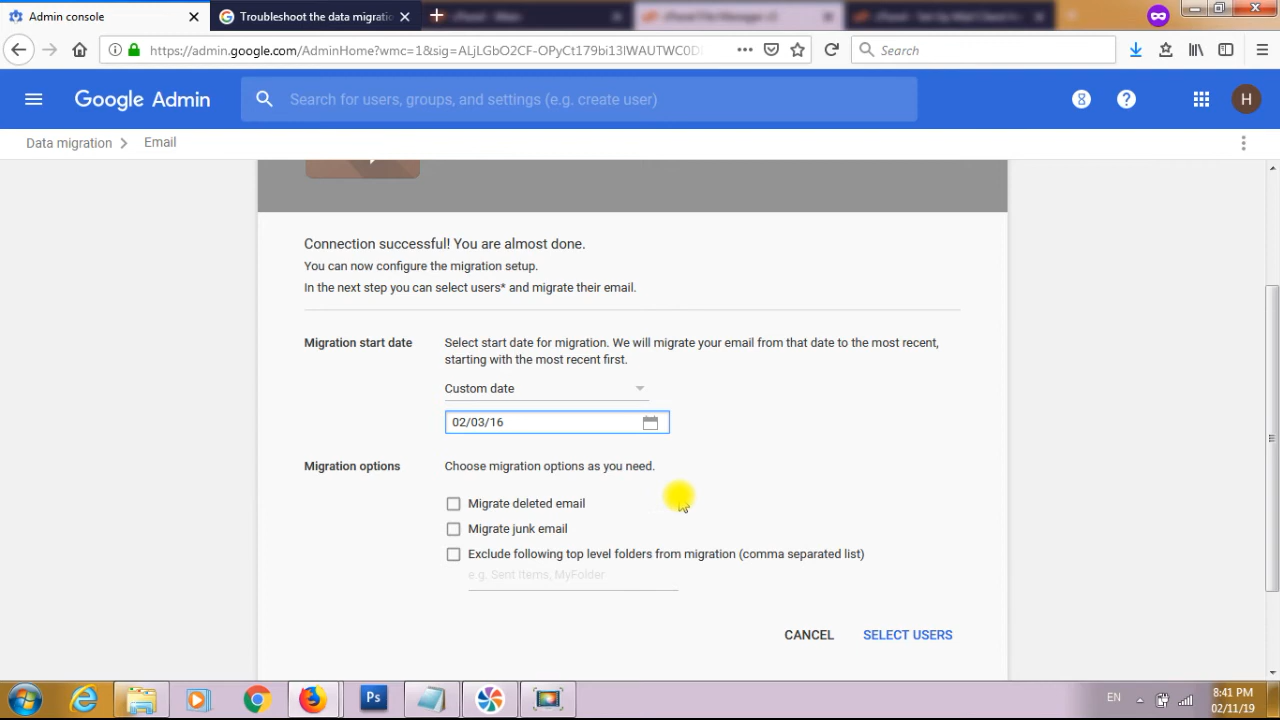 Admin console
Troubleshoot the data migratio
https://admin.google.com/AdminHome?wmc=1&sig=ALjLGbO2CF-OPyCt179bi13lWAUTWC0D
Search
Google Admin
Search for users, groups, and settings (e.g. create user)
H
Data migration > Email
Connection successful! You are almost done.
You can now configure the migration setup.
In the next step you can select users* and migrate their email.
Migration start date
Select start date for migration. We will migrate your email from that date to the most recent,
starting with the most recent first.
Custom date
02/03/16
Migration options
Choose migration options as you need.
Migrate deleted email
Migrate junk email
Exclude following top level folders from migration (comma separated list)
e.g. Sent Items, MyFolder
CANCEL SELECT USERS
Ps
EN
8:41 PM
02/11/19